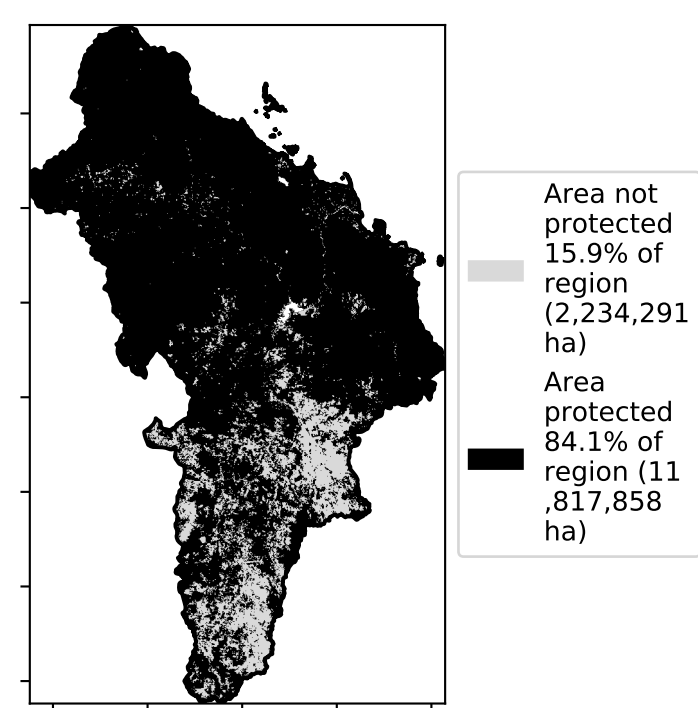 Area not
protected
15.9% of
region
(2,234,291
ha)
Area
protected
84.1% of
region (11
,817,858
ha)